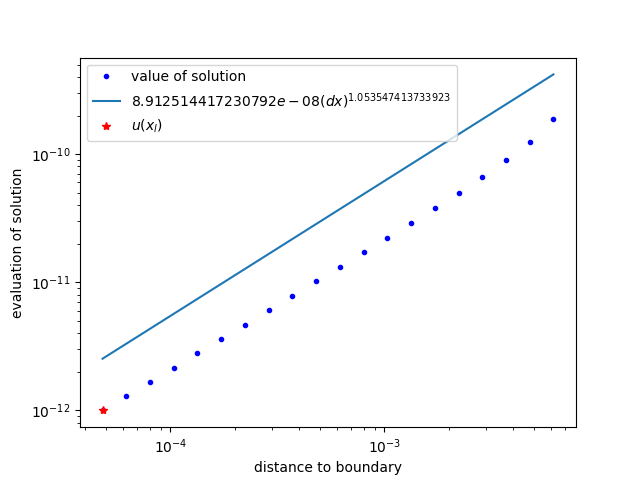 value of solution
8.912514417230792e − 08(dx)^1.053547413733923
u(x_l)
10^−10
10^−11
10^−12
evaluation of solution
10^−4
10^−3
distance to boundary